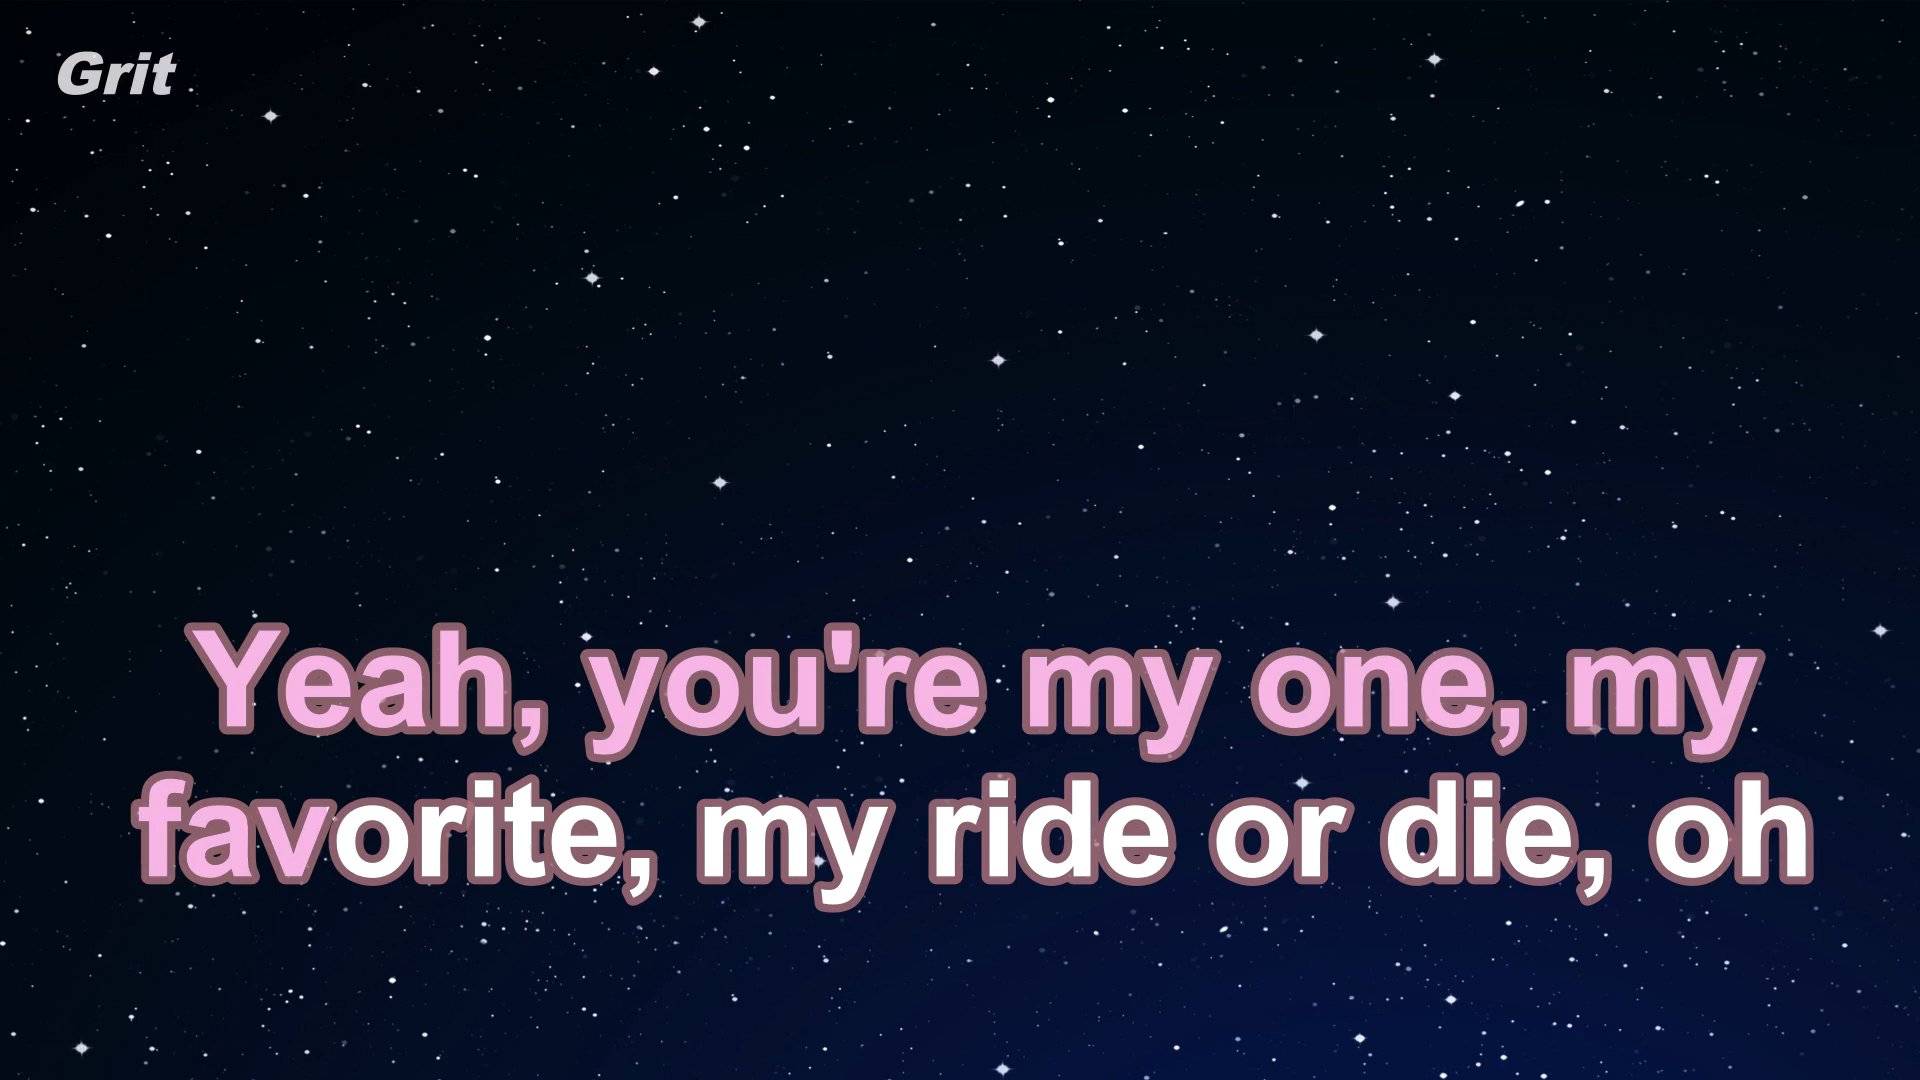 Grit
Yeah, you're my one, my
favorite, my ride or die, oh